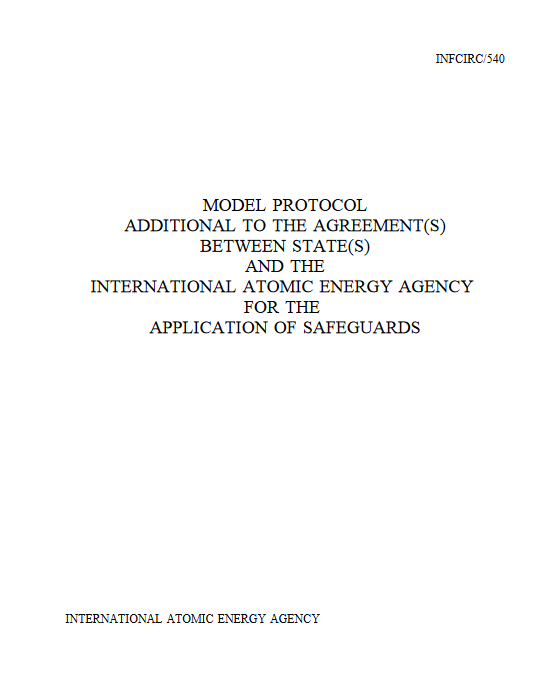 INFCIRC/540
MODEL PROTOCOL
ADDITIONAL TO THE AGREEMENT(S)
BETWEEN STATE(S)
AND THE
INTERNATIONAL ATOMIC ENERGY AGENCY
FOR THE
APPLICATION OF SAFEGUARDS
INTERNATIONAL ATOMIC ENERGY AGENCY